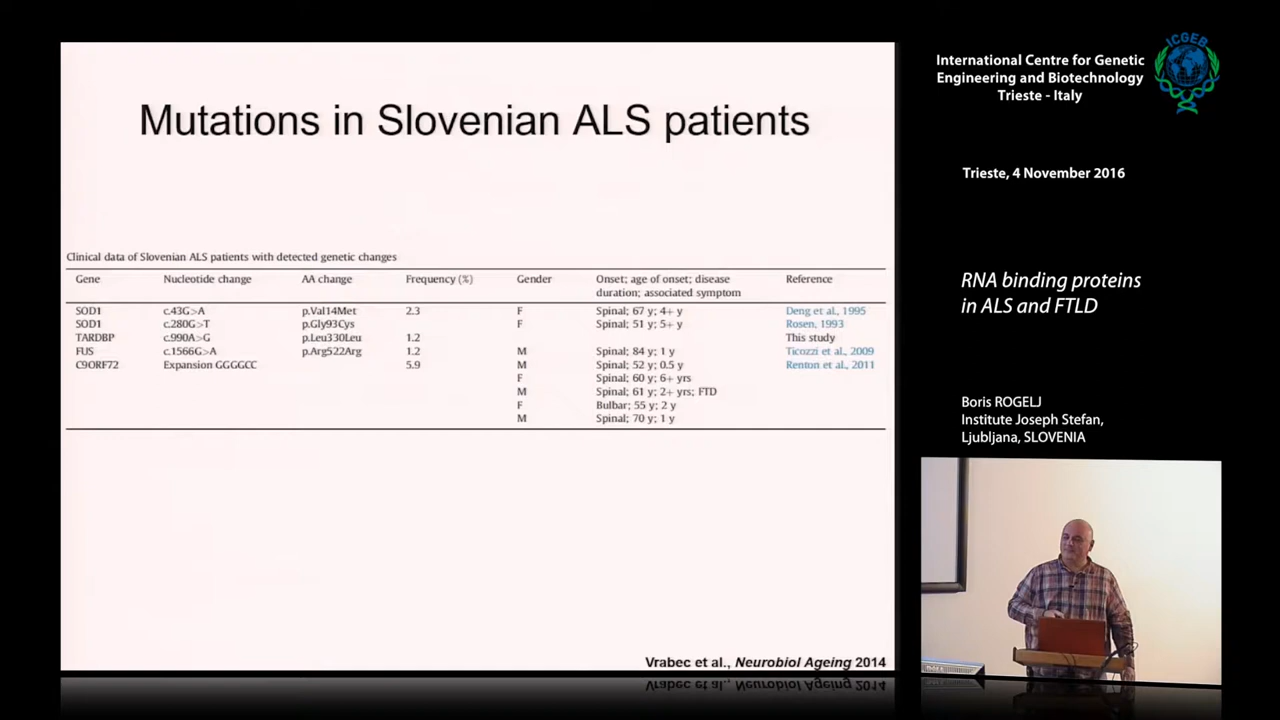 Mutations in Slovenian ALS patients
Clinical data of Slovenian ALS patients with detected genetic changes
Gene Nucleotide change AA change Frequency (%) Gender Onset; age of onset; disease duration; associated symptom Reference
SOD1 c.43G>A p.Val14Met 2.3 F Spinal; 67 y; 4+ y Deng et al., 1995
SOD1 c.280G>T p.Gly93Cys F Spinal; 51 y; 5+ y Rosen, 1993
TARDBP c.990A>G p.Leu330Leu 1.2 This study
FUS c.1566G>A p.Arg522Arg 1.2 M Spinal; 84 y; 1 y Ticozzi et al., 2009
C9ORF72 Expansion GGGGCC 5.9 M Spinal; 52 y; 0.5 y Renton et al., 2011
F Spinal; 60 y; 6+ yrs
M Spinal; 61 y; 2+ yrs; FTD
F Bulbar; 55 y; 2 y
M Spinal; 70 y; 1 y
Vrabec et al., Neurobiol Ageing 2014
International Centre for Genetic
Engineering and Biotechnology
Trieste - Italy
ICGEB
Trieste, 4 November 2016
RNA binding proteins
in ALS and FTLD
Boris ROGELJ
Institute Joseph Stefan,
Ljubljana, SLOVENIA